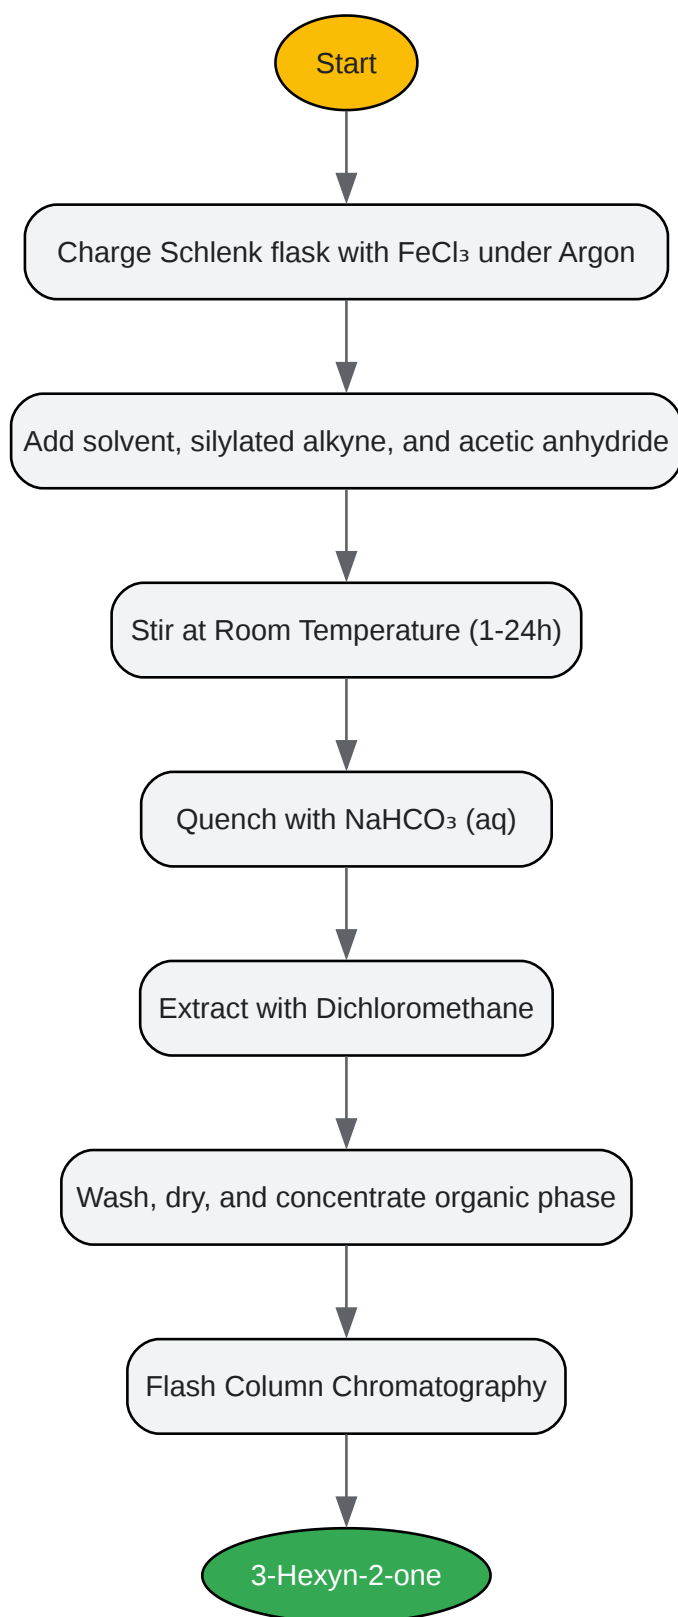 Start
Charge Schlenk flask with FeCl₃ under Argon
Add solvent, silylated alkyne, and acetic anhydride
Stir at Room Temperature (1-24h)
Quench with NaHCO₃ (aq)
Extract with Dichloromethane
Wash, dry, and concentrate organic phase
Flash Column Chromatography
3-Hexyn-2-one